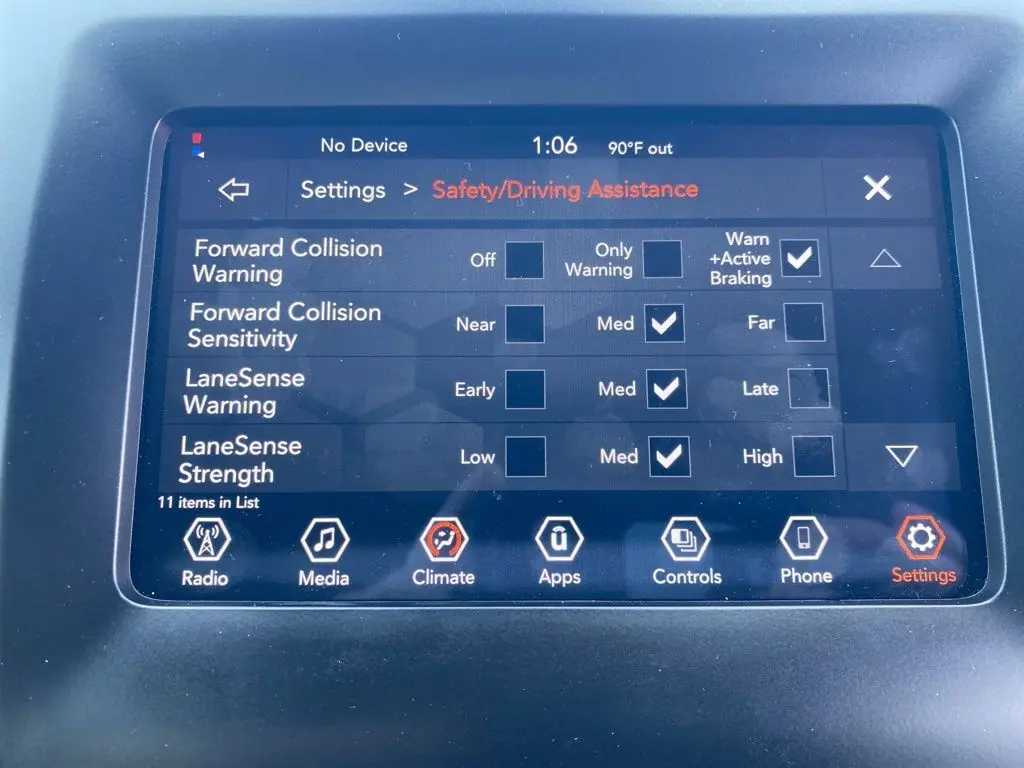 No Device 1:06 90°F out
Settings > Safety/Driving Assistance
Forward Collision
Warning
Off
Only
Warning
Warn
+Active
Braking
Forward Collision
Sensitivity
Near Med Far
LaneSense
Warning
Early Med Late
LaneSense
Strength
Low Med High
11 items in List
Radio Media Climate Apps Controls Phone Settings